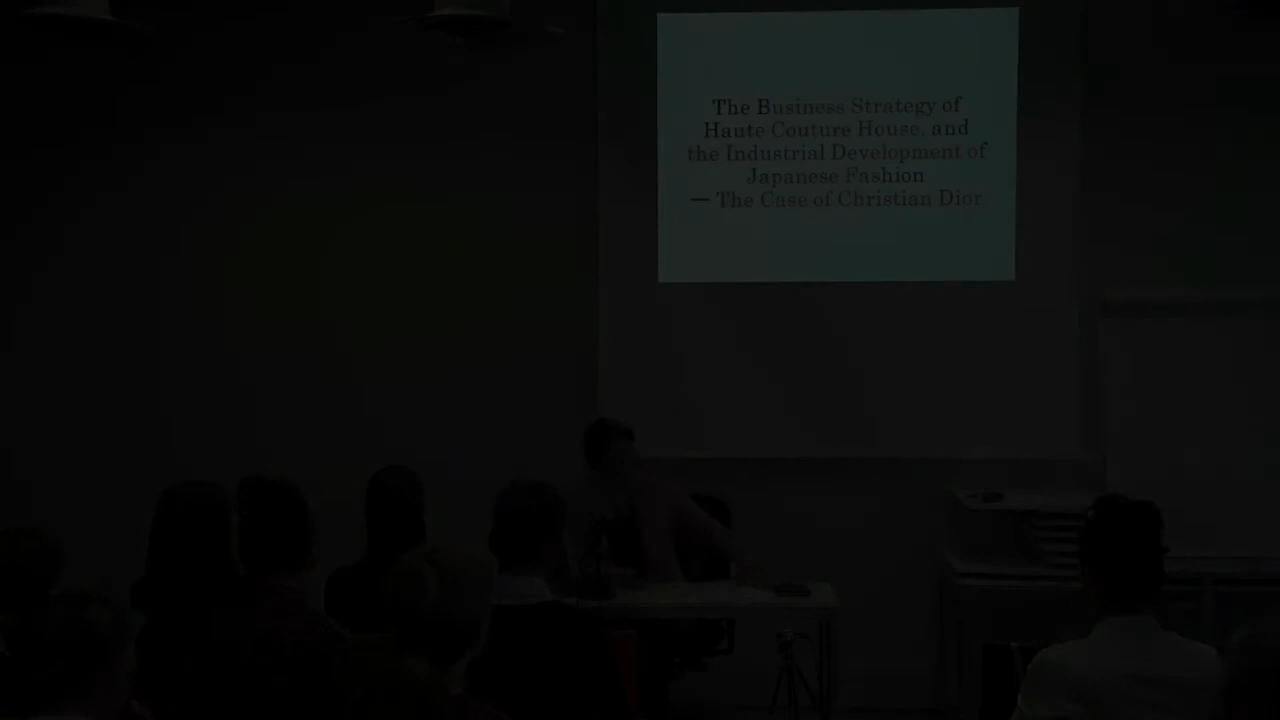 The Business Strategy of
Haute Couture House, and
the Industrial Development of
Japanese Fashion
— The Case of Christian Dior